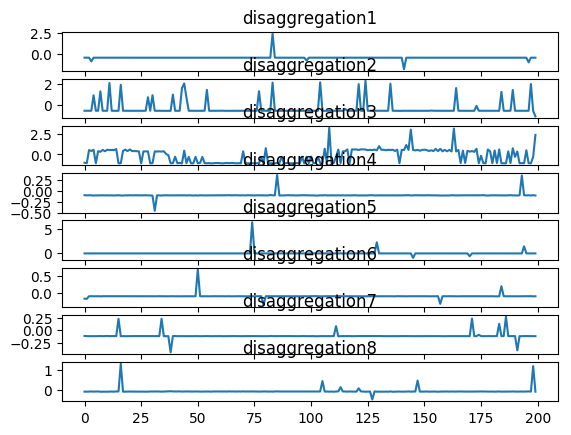 disaggregation1
2.5
0.0
disaggregation2
2
0
disaggregation3
2.5
0.0
disaggregation4
0.25
0.00
−0.25
−0.50
disaggregation5
5
0
disaggregation6
0.5
0.0
disaggregation7
0.25
0.00
−0.25
disaggregation8
1
0
0 25 50 75 100 125 150 175 200